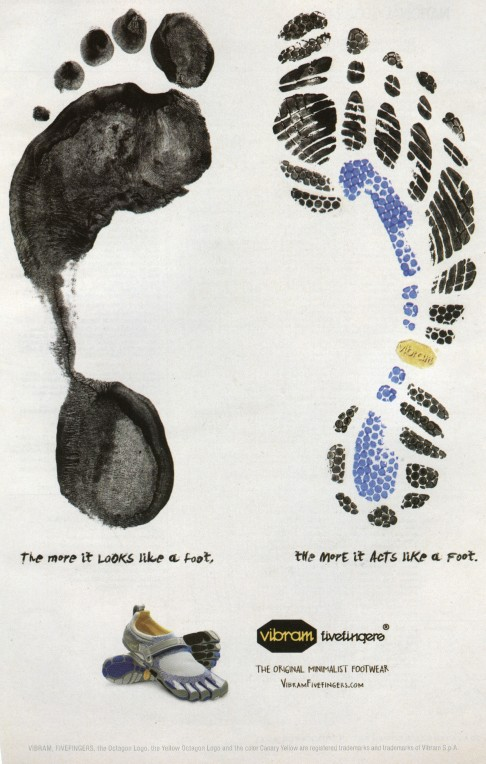 The more it LOOKS like a foot,
the more it ACTS like a foot.
vibram fivefingers®
THE ORIGINAL MINIMALIST FOOTWEAR
VIBRAMFIVEFINGERS.COM
VIBRAM, FIVEFINGERS, the Octagon Logo, the Yellow Octagon Logo and the color Canary Yellow are registered trademarks and trademarks of Vibram S.p.A.